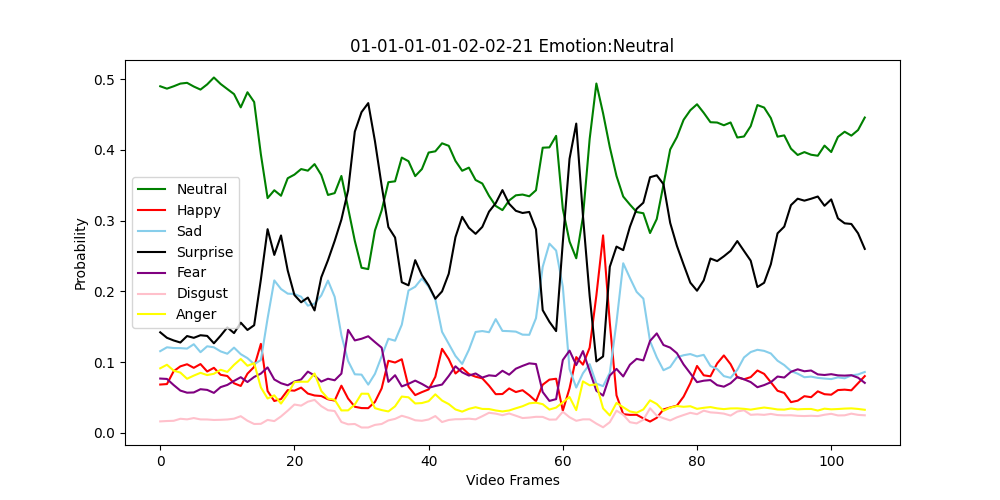 01-01-01-01-02-02-21 Emotion:Neutral
Probability
0.5
0.4
0.3
0.2
0.1
0.0
Neutral
Happy
Sad
Surprise
Fear
Disgust
Anger
0 20 40 60 80 100
Video Frames